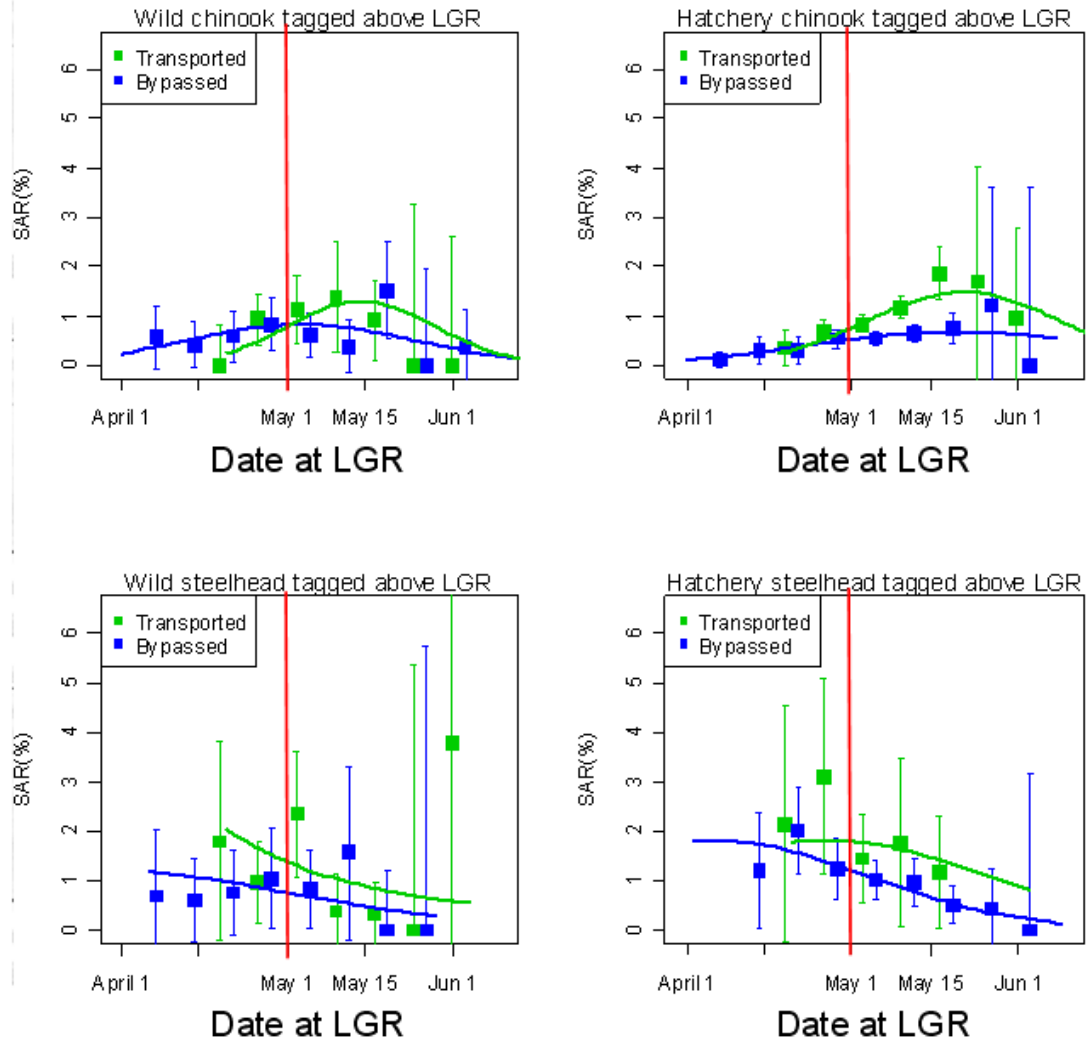 Wild chinook tagged above LGR
Transported
Bypassed
SAR(%)
6
5
4
3
2
1
0
April 1
May 1
May 15
Jun 1
Date at LGR
Hatchery chinook tagged above LGR
Transported
Bypassed
SAR(%)
6
5
4
3
2
1
0
April 1
May 1
May 15
Jun 1
Date at LGR
Wild steelhead tagged above LGR
Transported
Bypassed
SAR(%)
6
5
4
3
2
1
0
April 1
May 1
May 15
Jun 1
Date at LGR
Hatchery steelhead tagged above LGR
Transported
Bypassed
SAR(%)
6
5
4
3
2
1
0
April 1
May 1
May 15
Jun 1
Date at LGR